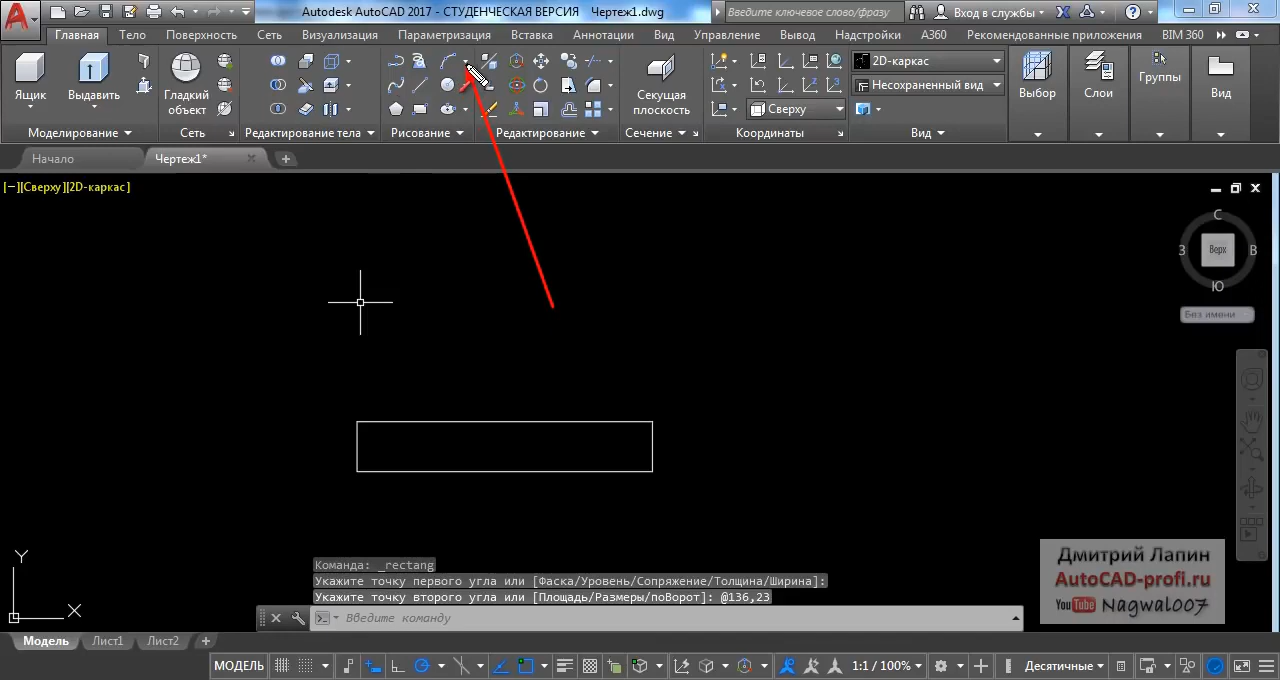 Autodesk AutoCAD 2017 - СТУДЕНЧЕСКАЯ ВЕРСИЯ Чертеж1.dwg
Введите ключевое слово/фразу
Вход в службы
Главная Тело Поверхность Сеть Визуализация Параметризация Вставка Аннотации Вид Управление Вывод Надстройки A360 Рекомендованные приложения BIM 360
Ящик
Выдавить
Гладкий
объект
Секущая
плоскость
Сверху
2D-каркас
Несохраненный вид
Выбор
Слои
Группы
Вид
Моделирование Сеть Редактирование тела Рисование Редактирование Сечение Координаты Вид
Начало Чертеж1*
[−][Сверху][2D-каркас]
С
З Верх В
Ю
Без имени
Y
X
Команда: _rectang
Укажите точку первого угла или [Фаска/Уровень/Сопряжение/Толщина/Ширина]:
Укажите точку второго угла или [Площадь/Размеры/поВорот]: @136,23
Введите команду
Дмитрий Лапин
AutoCAD-profi.ru
YouTube Nagwal007
Модель Лист1 Лист2 +
МОДЕЛЬ 1:1 / 100% Десятичные